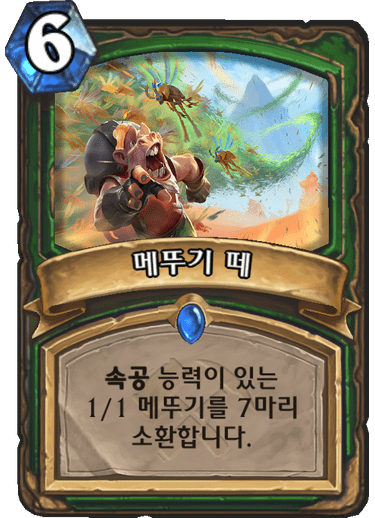 6
메뚜기 떼
속공 능력이 있는
1/1 메뚜기를 7마리
소환합니다.